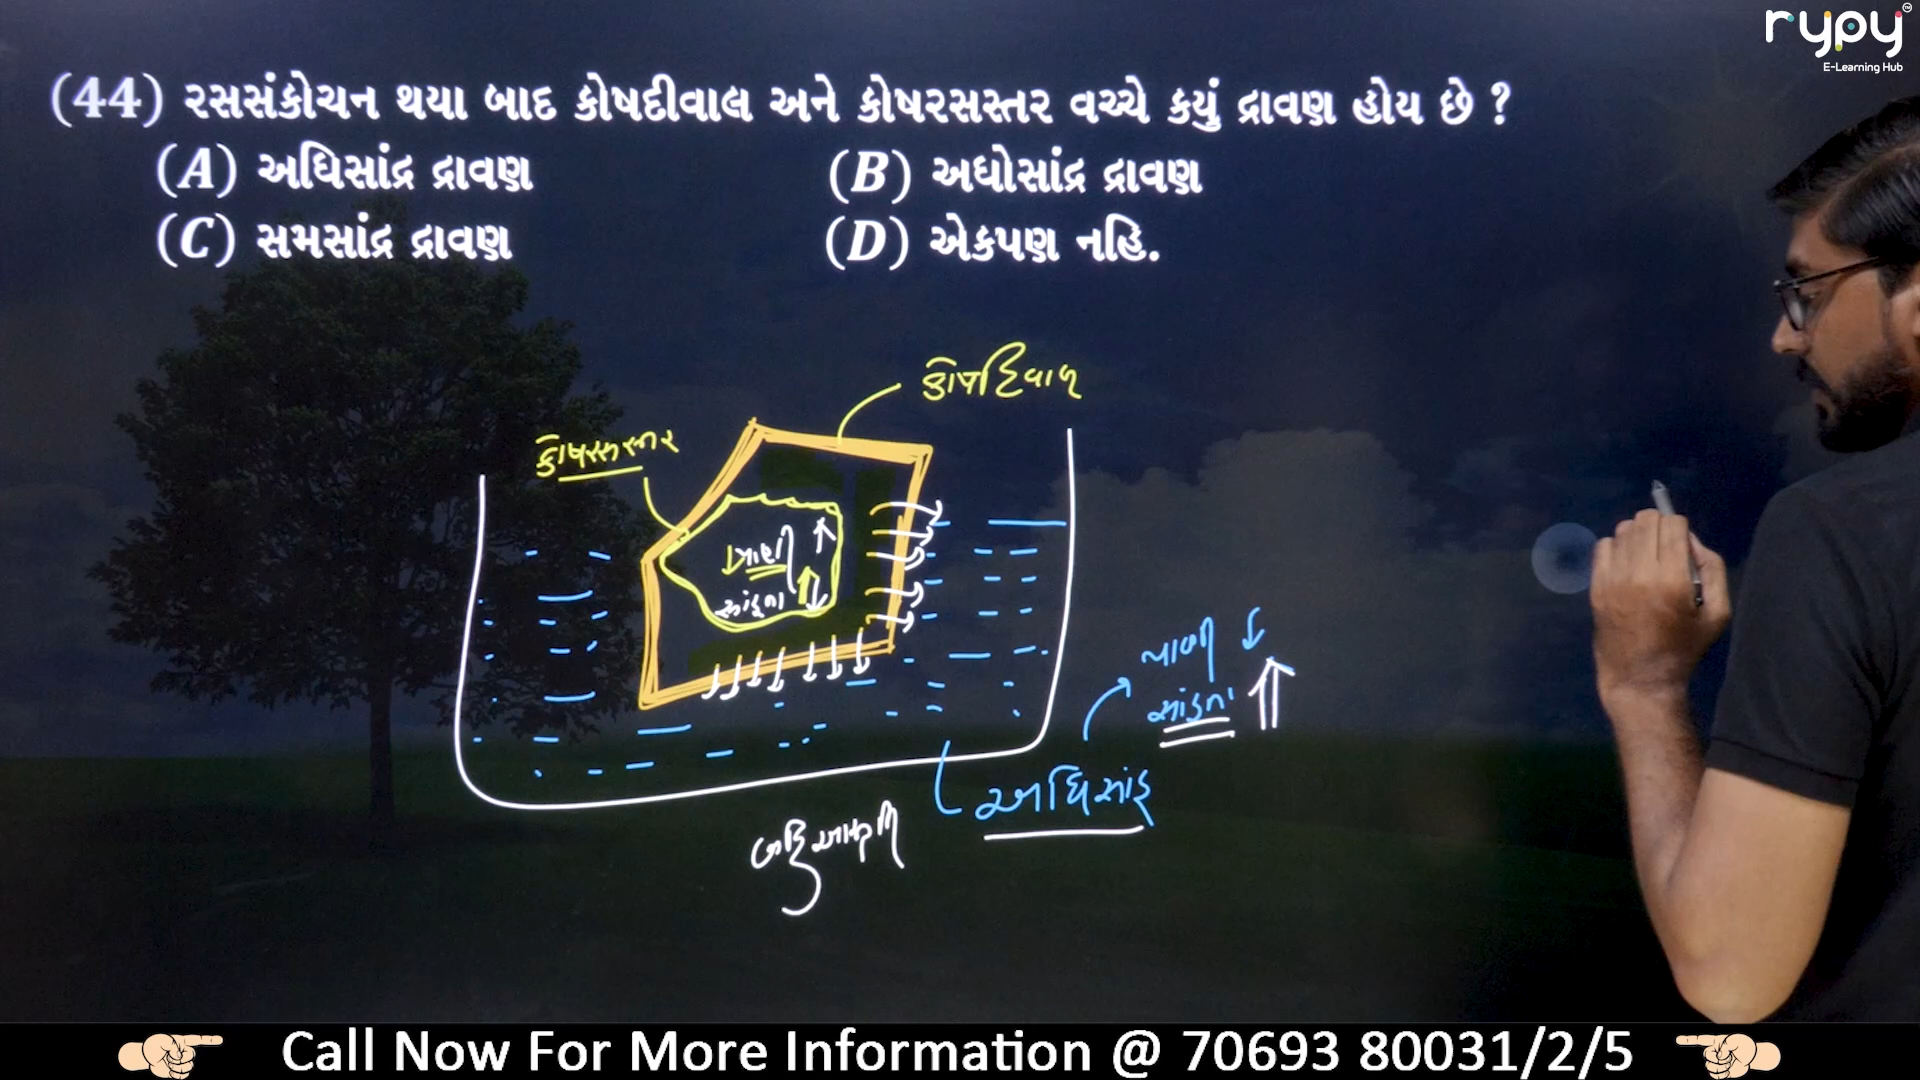 rypy
TM
E-Learning Hub
(44) રસસંકોચન થયા બાદ કોષદીવાલ અને કોષરસસ્તર વચ્ચે કયું દ્રાવણ હોય છે ?
(A) અધિસાંદ્ર દ્રાવણ (B) અધોસાંદ્ર દ્રાવણ
(C) સમસાંદ્ર દ્રાવણ (D) એકપણ નહિ.
કોષદિવાલ
કોષરસસ્તર
પાણી
સાંદ્રતા
પાણી
સાંદ્રતા
અધિસાંદ્ર
Call Now For More Information @ 70693 80031/2/5